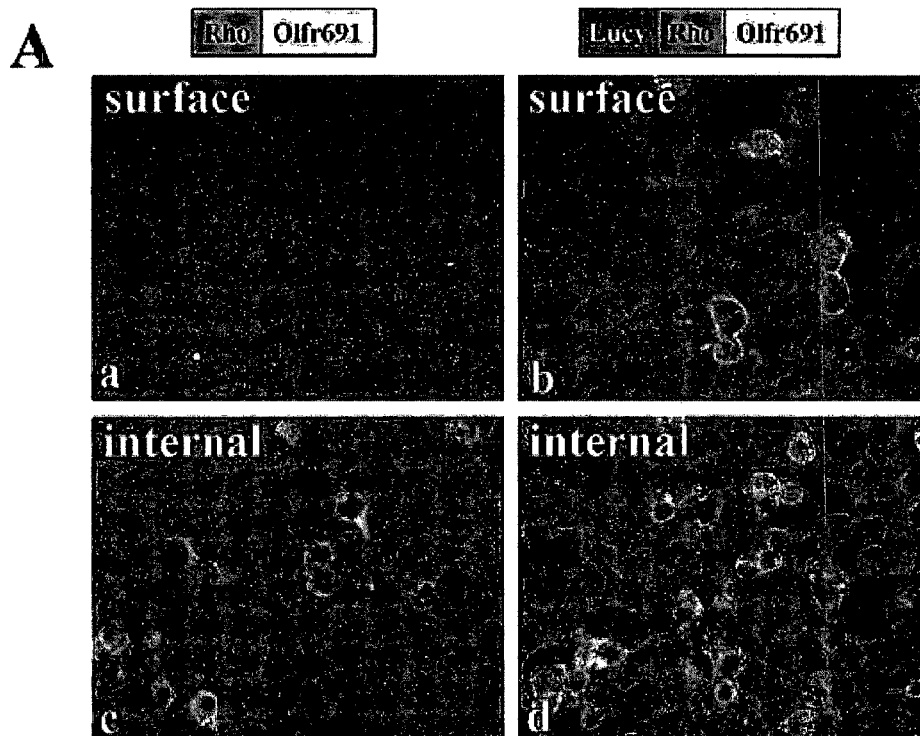 A
Rho Olfr691
Lucy Rho Olfr691
surface
surface
a
b
internal
internal
c
d